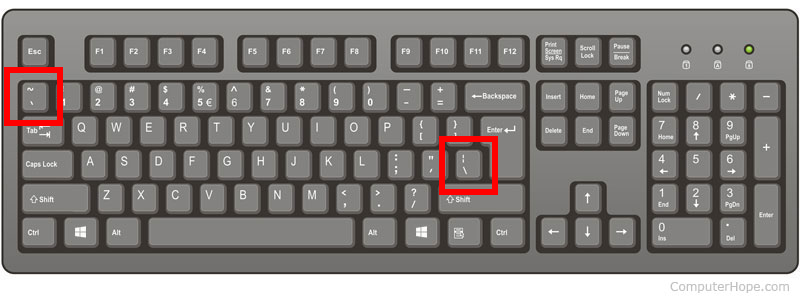 Esc F1 F2 F3 F4 F5 F6 F7 F8 F9 F10 F11 F12 Print Screen Sys Rq Scroll Lock Pause Break 1 A
~ ` ! 1 @ 2 # 3 $ 4 % 5 € ^ 6 & 7 * 8 ( 9 ) 0 _ - + = ←Backspace Insert Home Page Up Num Lock / * -
Tab Q W E R T Y U I O P { [ } ] Enter Delete End Page Down 7 Home 8 ↑ 9 PgUp +
Caps Lock A S D F G H J K L : ; " ' ¦ \ 4 ← 5 6 →
⇧Shift Z X C V B N M < , > . ? / ⇧Shift ↑ 1 End 2 ↓ 3 PgDn Enter
Ctrl Alt Alt Ctrl ← ↓ → 0 Ins . Del
ComputerHope.com